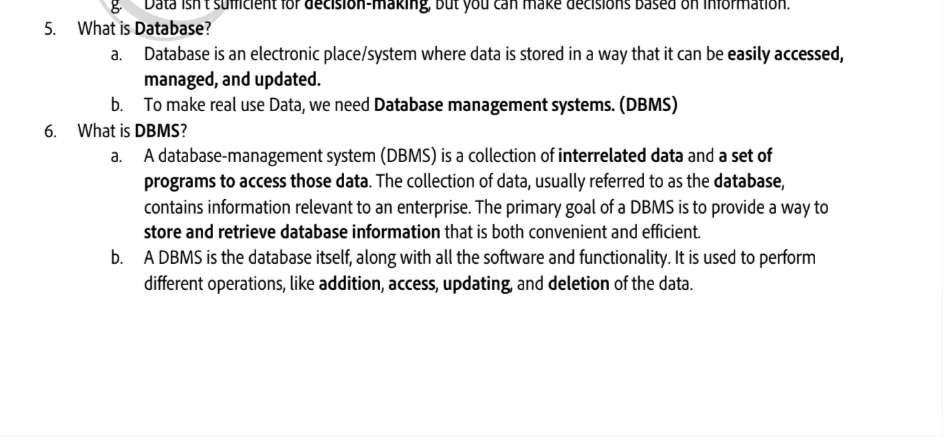 g. Data isn't sufficient for decision-making, but you can make decisions based on information.
5. What is Database?
a. Database is an electronic place/system where data is stored in a way that it can be easily accessed,
managed, and updated.
b. To make real use Data, we need Database management systems. (DBMS)
6. What is DBMS?
a. A database-management system (DBMS) is a collection of interrelated data and a set of
programs to access those data. The collection of data, usually referred to as the database,
contains information relevant to an enterprise. The primary goal of a DBMS is to provide a way to
store and retrieve database information that is both convenient and efficient.
b. A DBMS is the database itself, along with all the software and functionality. It is used to perform
different operations, like addition, access, updating, and deletion of the data.